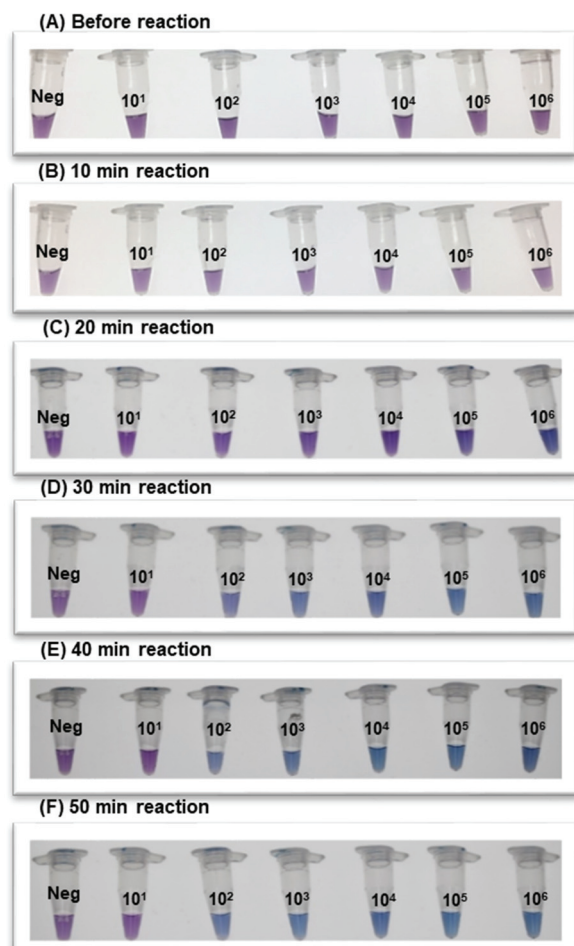 (A) Before reaction
Neg 10¹ 10² 10³ 10⁴ 10⁵ 10⁶
(B) 10 min reaction
Neg 10¹ 10² 10³ 10⁴ 10⁵ 10⁶
(C) 20 min reaction
Neg 10¹ 10² 10³ 10⁴ 10⁵ 10⁶
(D) 30 min reaction
Neg 10¹ 10² 10³ 10⁴ 10⁵ 10⁶
(E) 40 min reaction
Neg 10¹ 10² 10³ 10⁴ 10⁵ 10⁶
(F) 50 min reaction
Neg 10¹ 10² 10³ 10⁴ 10⁵ 10⁶